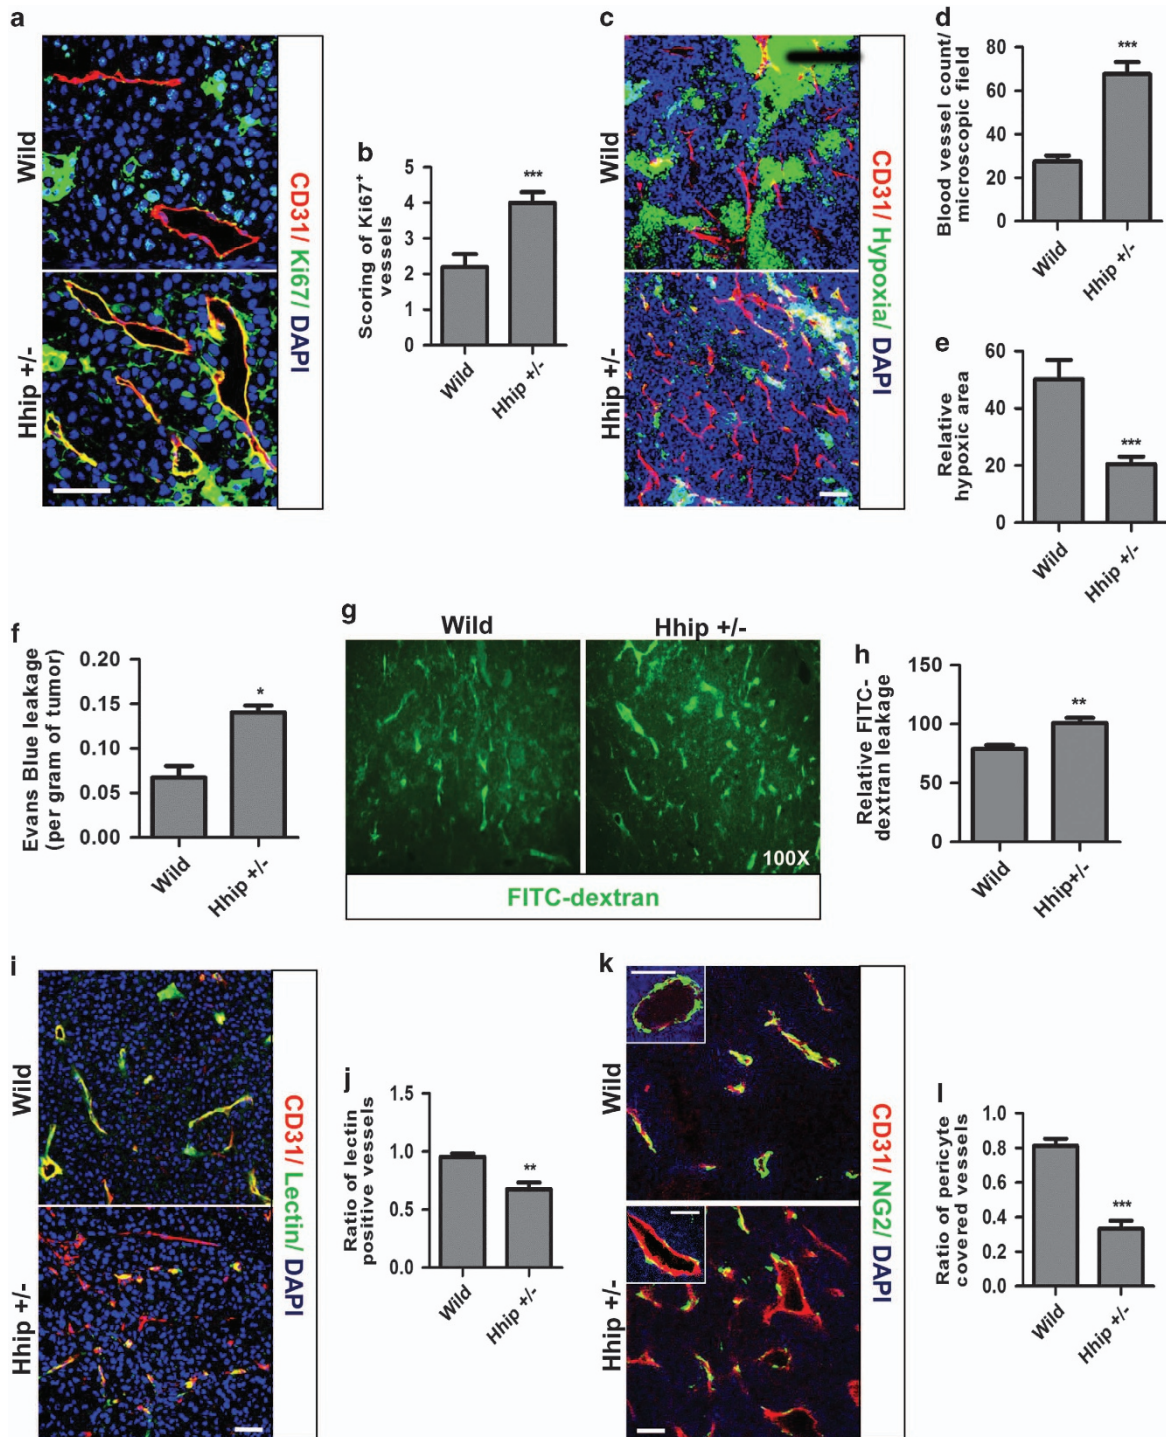 a
Wild
Hhip +/-
CD31/ Ki67/ DAPI
b
Scoring of Ki67⁺
vessels
5
4
3
2
1
0
***
Wild
Hhip +/-
c
Wild
Hhip +/-
CD31/ Hypoxia/ DAPI
d
Blood vessel count/
microscopic field
80
60
40
20
0
***
Wild
Hhip +/-
e
Relative
hypoxic area
60
40
20
0
***
Wild
Hhip +/-
f
Evans Blue leakage
(per gram of tumor)
0.20
0.15
0.10
0.05
0.00
*
Wild
Hhip +/-
g
Wild
Hhip +/-
100X
FITC-dextran
h
Relative FITC-
dextran leakage
150
100
50
0
**
Wild
Hhip+/-
i
Wild
Hhip +/-
CD31/ Lectin/ DAPI
j
Ratio of lectin
positive vessels
1.5
1.0
0.5
0.0
**
Wild
Hhip +/-
k
Wild
Hhip +/-
CD31/ NG2/ DAPI
l
Ratio of pericyte
covered vessels
1.0
0.8
0.6
0.4
0.2
0.0
***
Wild
Hhip +/-